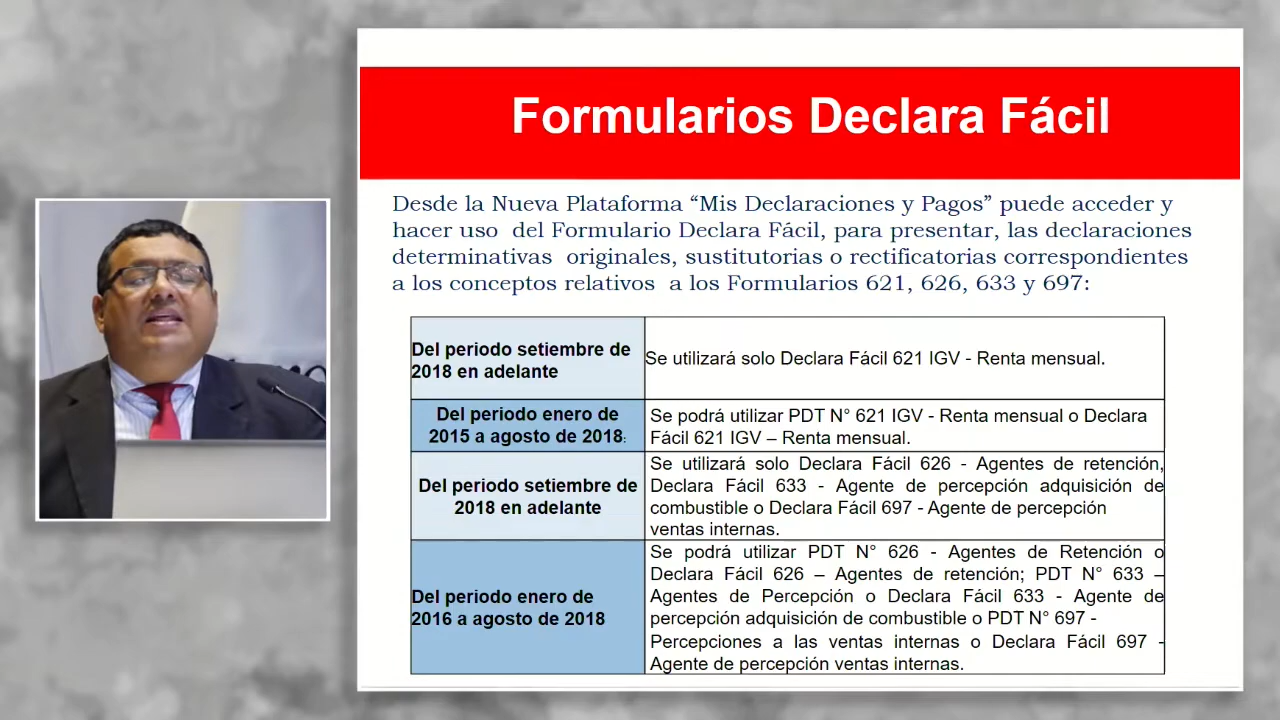 Formularios Declara Fácil
Desde la Nueva Plataforma “Mis Declaraciones y Pagos” puede acceder y
hacer uso del Formulario Declara Fácil, para presentar, las declaraciones
determinativas originales, sustitutorias o rectificatorias correspondientes
a los conceptos relativos a los Formularios 621, 626, 633 y 697:
Del periodo setiembre de
2018 en adelante
Se utilizará solo Declara Fácil 621 IGV - Renta mensual.
Del periodo enero de
2015 a agosto de 2018:
Se podrá utilizar PDT N° 621 IGV - Renta mensual o Declara
Fácil 621 IGV – Renta mensual.
Del periodo setiembre de
2018 en adelante
Se utilizará solo Declara Fácil 626 - Agentes de retención,
Declara Fácil 633 - Agente de percepción adquisición de
combustible o Declara Fácil 697 - Agente de percepción
ventas internas.
Del periodo enero de
2016 a agosto de 2018
Se podrá utilizar PDT N° 626 - Agentes de Retención o
Declara Fácil 626 – Agentes de retención; PDT N° 633 –
Agentes de Percepción o Declara Fácil 633 - Agente de
percepción adquisición de combustible o PDT N° 697 -
Percepciones a las ventas internas o Declara Fácil 697 -
Agente de percepción ventas internas.